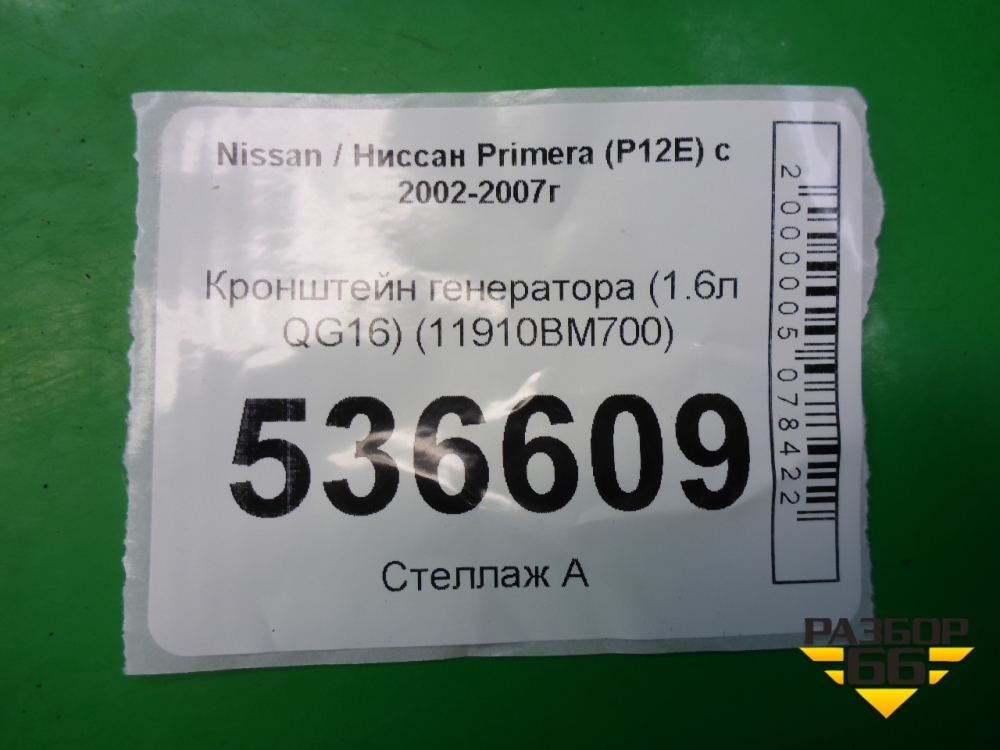 Nissan / Ниссан Primera (P12E) с
2002-2007г
Кронштейн генератора (1.6л
QG16) (11910BM700)
536609
Стеллаж А
2000005078422
РАЗБОР
66